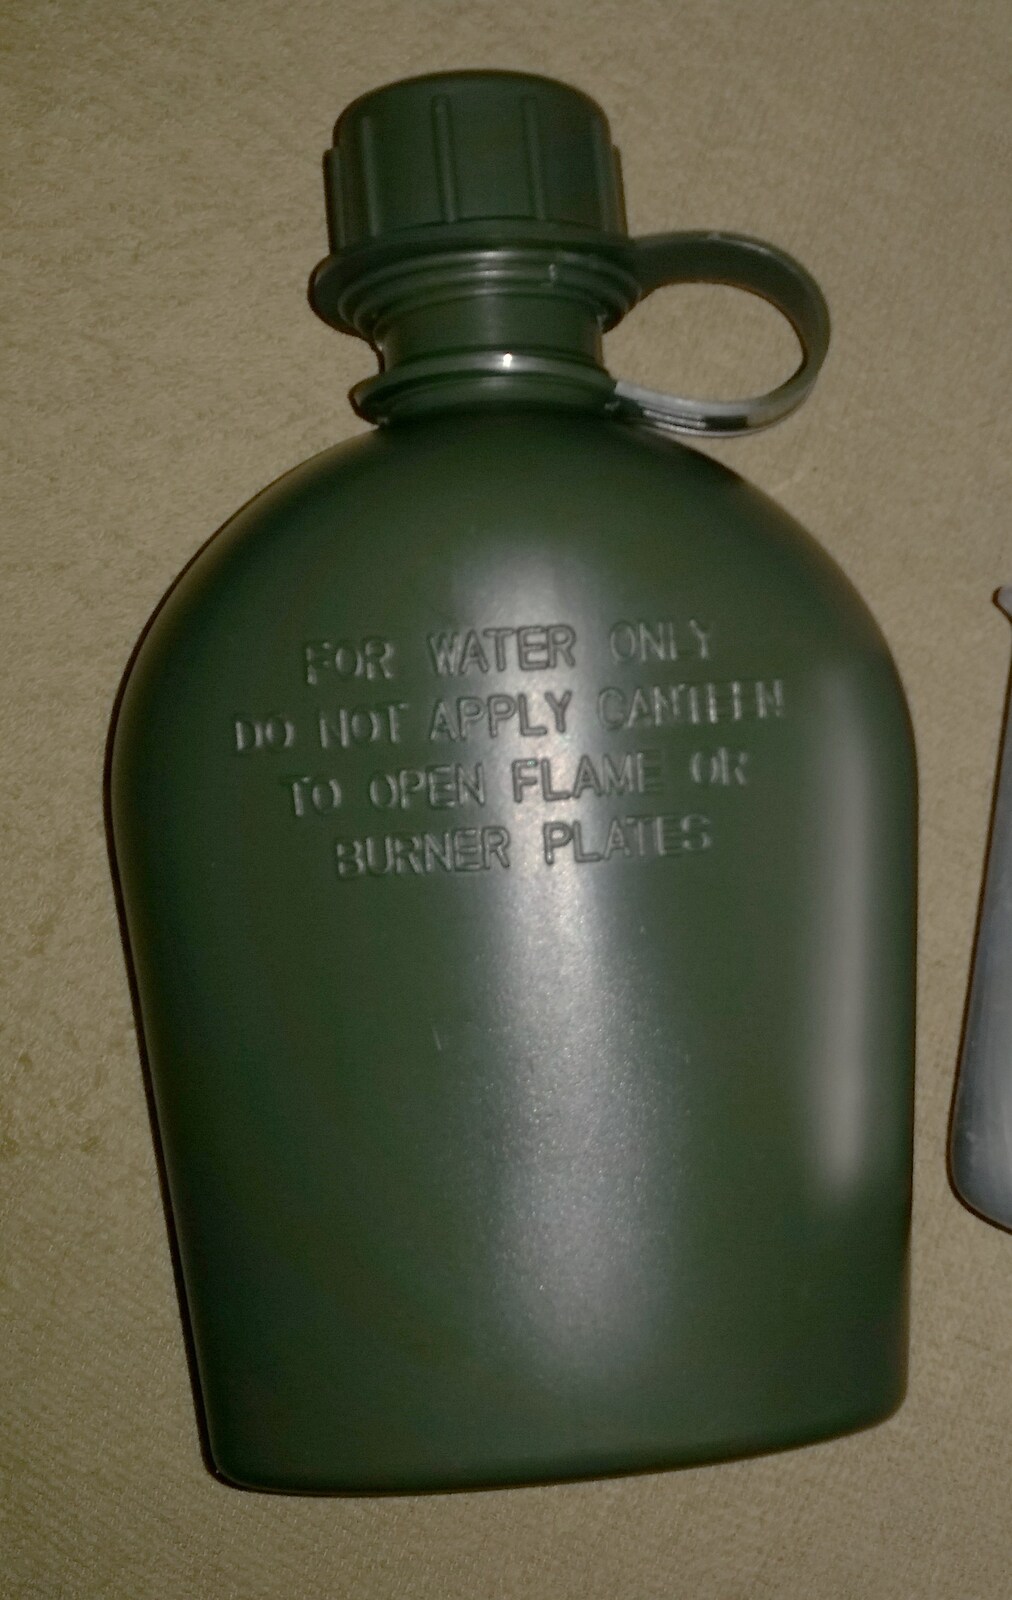 FOR WATER ONLY
DO NOT APPLY CANTEEN
TO OPEN FLAME OR
BURNER PLATES